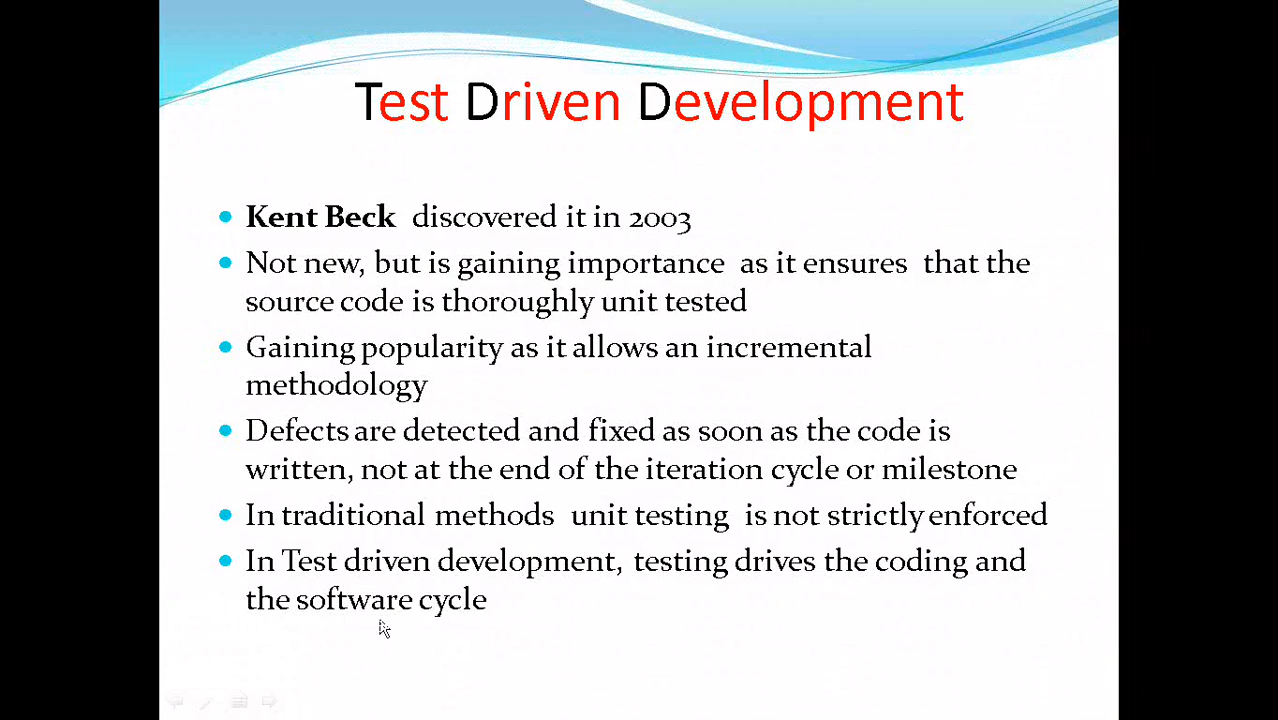 Test Driven Development
Kent Beck discovered it in 2003
Not new, but is gaining importance as it ensures that the
source code is thoroughly unit tested
Gaining popularity as it allows an incremental
methodology
Defects are detected and fixed as soon as the code is
written, not at the end of the iteration cycle or milestone
In traditional methods unit testing is not strictly enforced
In Test driven development, testing drives the coding and
the software cycle